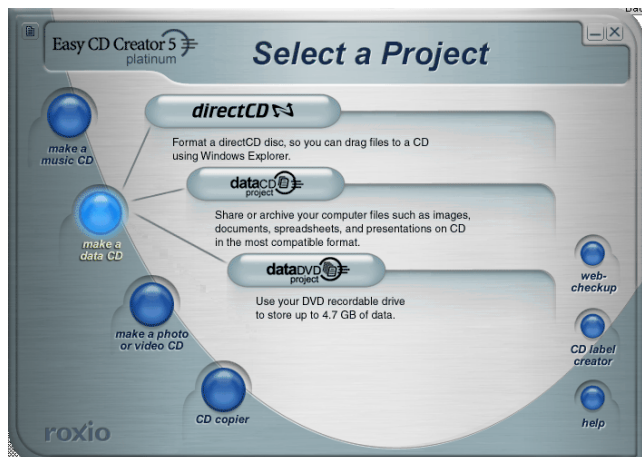 Easy CD Creator 5
platinum
Select a Project
directCD
Format a directCD disc, so you can drag files to a CD
using Windows Explorer.
make a
music CD
dataCD
project
Share or archive your computer files such as images,
documents, spreadsheets, and presentations on CD
in the most compatible format.
make a
data CD
dataDVD
project
Use your DVD recordable drive
to store up to 4.7 GB of data.
make a photo
or video CD
CD copier
web-
checkup
CD label
creator
help
roxio